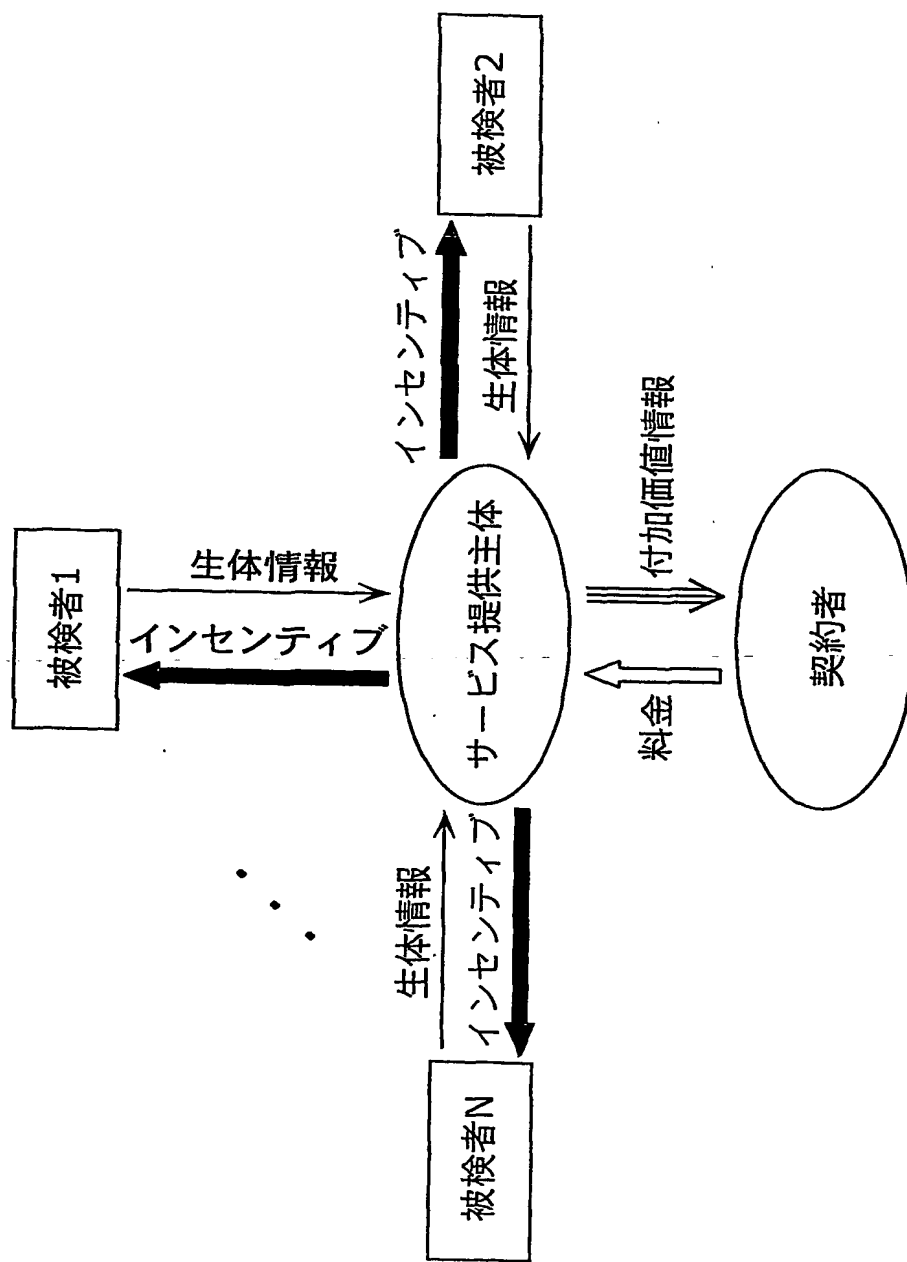 被検者1
生体情報
インセンティブ
被検者2
インセンティブ
生体情報
サービス提供主体
生体情報
インセンティブ
被検者N
付加価値情報
料金
契約者